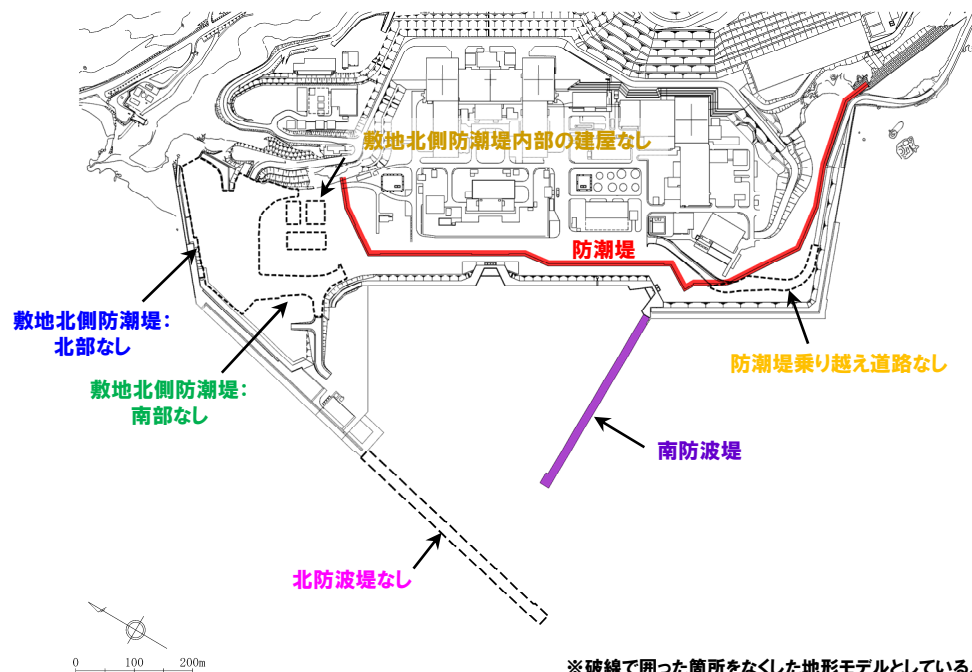 敷地北側防潮堤内部の建屋なし
防潮堤
敷地北側防潮堤：
北部なし
敷地北側防潮堤：
南部なし
防潮堤乗り越え道路なし
南防波堤
北防波堤なし
0 100 200m
※破線で囲った箇所をなくした地形モデルとしている。